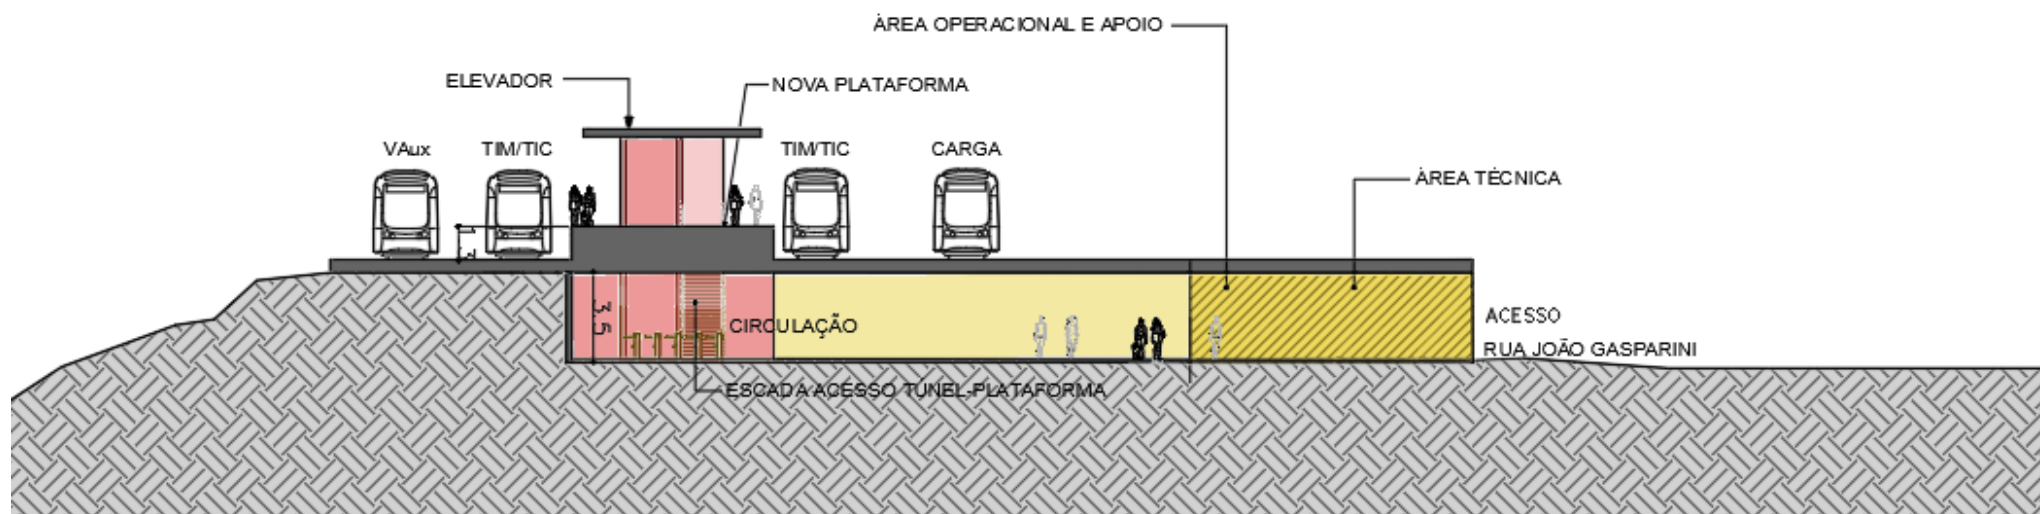 ÁREA OPERACIONAL E APOIO
ELEVADOR
NOVA PLATAFORMA
VAux
TIM/TIC
TIM/TIC
CARGA
ÁREA TÉCNICA
3.5
CIRCULAÇÃO
ACESSO
RUA JOÃO GASPARINI
ESCADA ACESSO TÚNEL-PLATAFORMA